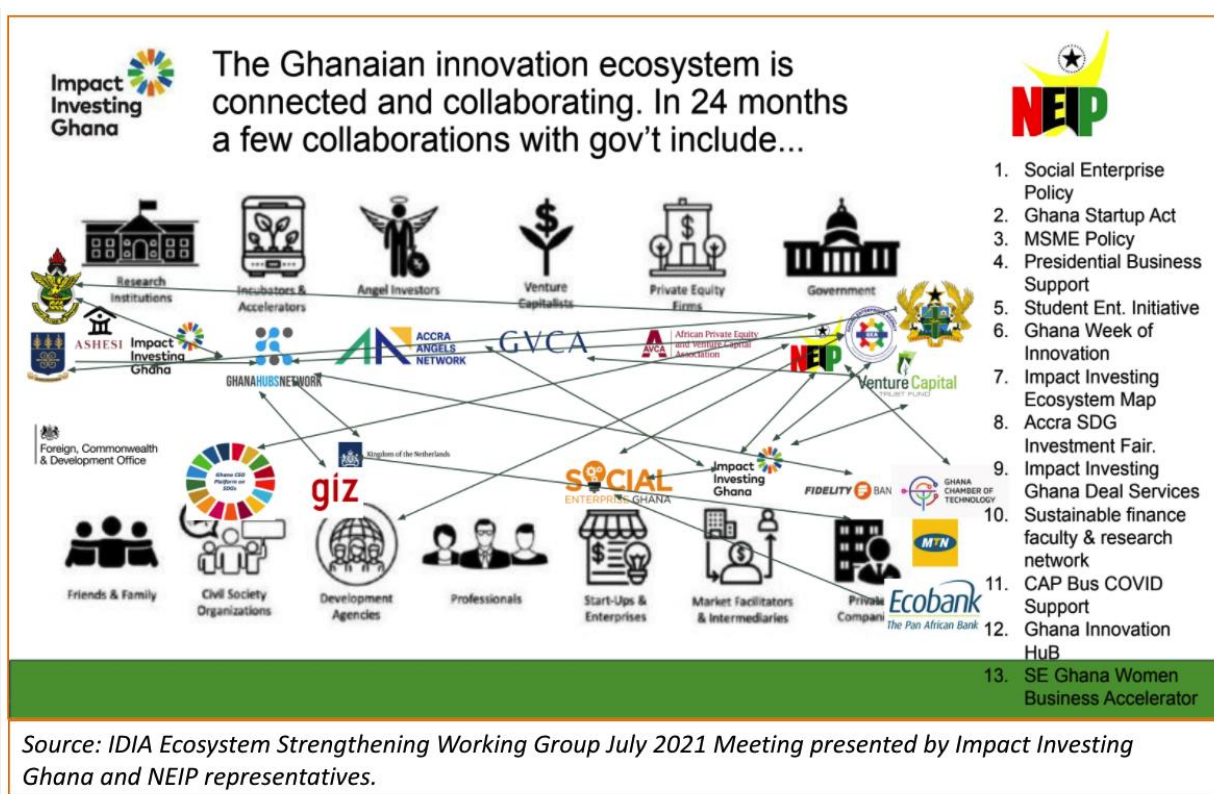 Impact
Investing
Ghana
The Ghanaian innovation ecosystem is
connected and collaborating. In 24 months
a few collaborations with gov't include...
NEIP
1. Social Enterprise
Policy
2. Ghana Startup Act
3. MSME Policy
4. Presidential Business
Support
5. Student Ent. Initiative
6. Ghana Week of
Innovation
7. Impact Investing
Ecosystem Map
8. Accra SDG
Investment Fair.
9. Impact Investing
Ghana Deal Services
10. Sustainable finance
faculty & research
network
11. CAP Bus COVID
Support
12. Ghana Innovation
HuB
13. SE Ghana Women
Business Accelerator
Research
Institutions
Incubators &
Accelerators
Angel Investors
Venture
Capitalists
Private Equity
Firms
Government
ASHESI
Impact
Investing
Ghana
GHANAHUBSNETWORK
ACCRA
ANGELS
NETWORK
GVCA
AVCA
African Private Equity
and Venture Capital
Association
NEIP
Venture Capital
TRUST FUND
Foreign, Commonwealth
& Development Office
Ghana CSO
Platform on
SDGs
giz
Kingdom of the Netherlands
SOCIAL
ENTERPRISE GHANA
Impact
Investing
Ghana
FIDELITY BAN
GHANA
CHAMBER OF
TECHNOLOGY
MTN
Ecobank
The Pan African Bank
Friends & Family
Civil Society
Organizations
Development
Agencies
Professionals
Start-Ups &
Enterprises
Market Facilitators
& Intermediaries
Private
Compani
Source: IDIA Ecosystem Strengthening Working Group July 2021 Meeting presented by Impact Investing
Ghana and NEIP representatives.